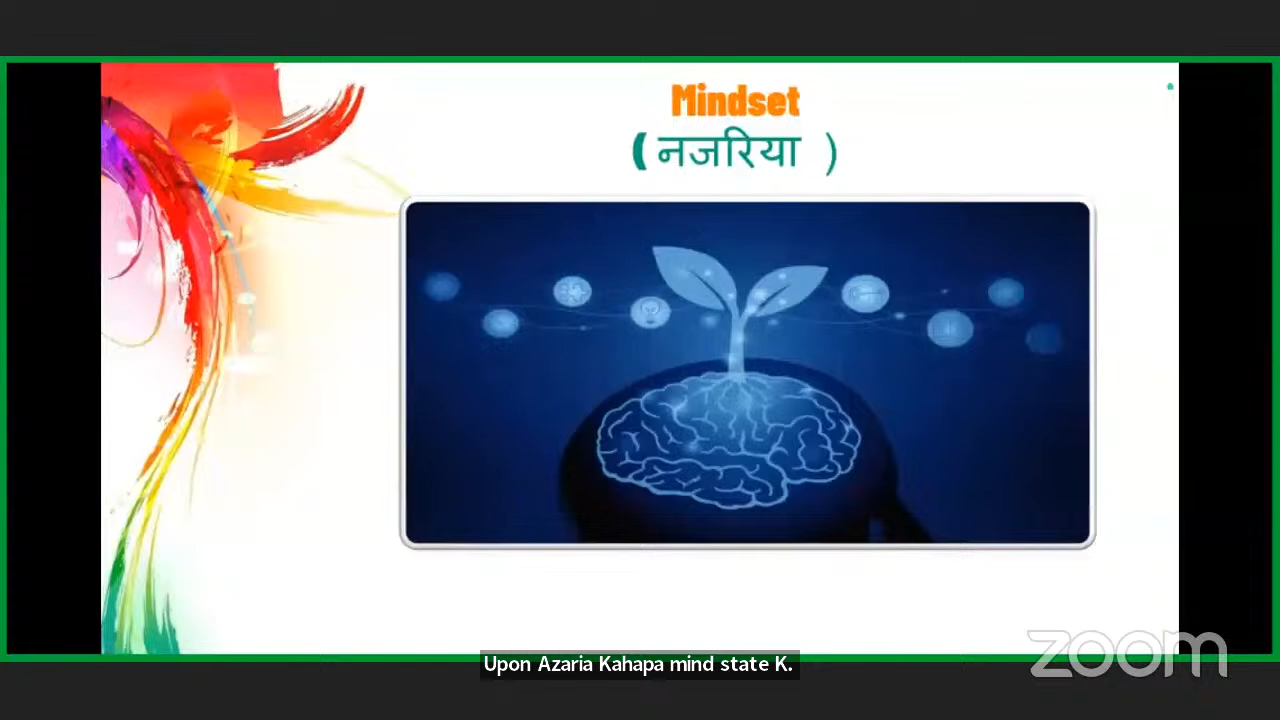 Mindset
( नजरिया )
Upon Azaria Kahapa mind state K.
zoom